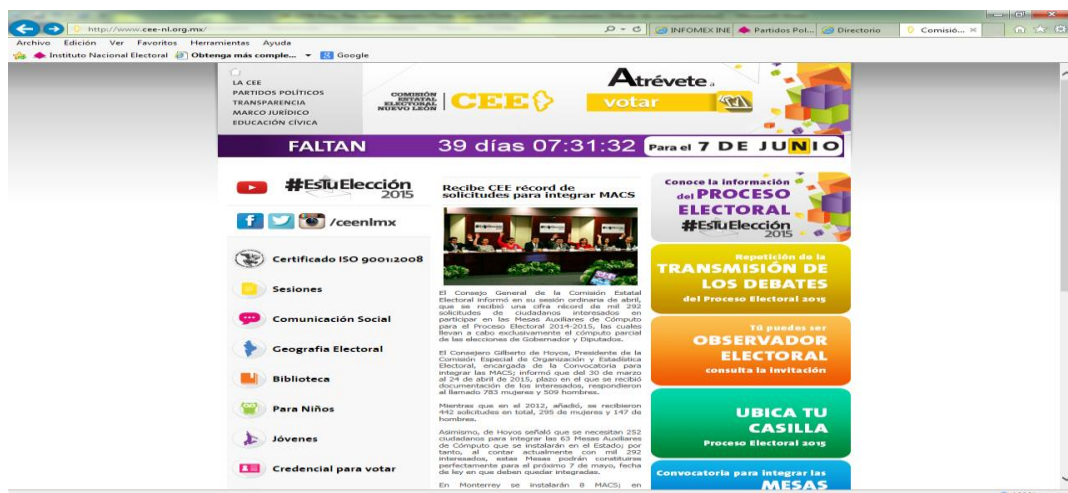 http://www.cee-nl.org.mx/
INFOMEX INE
Partidos Pol...
Directorio
Comisió...
Archivo Edición Ver Favoritos Herramientas Ayuda
Instituto Nacional Electoral
Obtenga más comple...
Google
LA CEE
PARTIDOS POLÍTICOS
TRANSPARENCIA
MARCO JURÍDICO
EDUCACIÓN CÍVICA
COMISIÓN
ESTATAL
ELECTORAL
NUEVO LEÓN
CEE
Atrévete a
votar
FALTAN 39 días 07:31:32 Para el 7 DE JUNIO
#EsTuElección
2015
/ceenlmx
Certificado ISO 9001:2008
Sesiones
Comunicación Social
Geografía Electoral
Biblioteca
Para Niños
Jóvenes
Credencial para votar
Recibe CEE récord de
solicitudes para integrar MACS
El Consejo General de la Comisión Estatal
Electoral informó en su sesión ordinaria de abril,
que se recibió una cifra récord de mil 292
solicitudes de ciudadanos interesados en
participar en las Mesas Auxiliares de Cómputo
para el Proceso Electoral 2014-2015, las cuales
llevan a cabo exclusivamente el cómputo parcial
de las elecciones de Gobernador y Diputados.
El Consejero Gilberto de Hoyos, Presidente de la
Comisión Especial de Organización y Estadística
Electoral, encargada de la Convocatoria para
integrar las MACS; informó que del 30 de marzo
al 24 de abril de 2015, plazo en el que se recibió
documentación de los interesados, respondieron
al llamado 783 mujeres y 509 hombres.
Mientras que en el 2012, añadió, se recibieron
442 solicitudes en total, 295 de mujeres y 147 de
hombres.
Asimismo, de Hoyos señaló que se necesitan 252
ciudadanos para integrar las 63 Mesas Auxiliares
de Cómputo que se instalarán en el Estado; por
tanto, al contar actualmente con mil 292
interesados, estas Mesas podrán constituirse
perfectamente para el próximo 7 de mayo, fecha
de ley en que deben quedar integradas.
En Monterrey se instalarán 8 MACS; en
Conoce la información
del PROCESO
ELECTORAL
#EsTuElección
2015
Repetición de la
TRANSMISIÓN DE
LOS DEBATES
del Proceso Electoral 2015
Tú puedes ser
OBSERVADOR
ELECTORAL
consulta la invitación
UBICA TU
CASILLA
Proceso Electoral 2015
Convocatoria para integrar las
MESAS